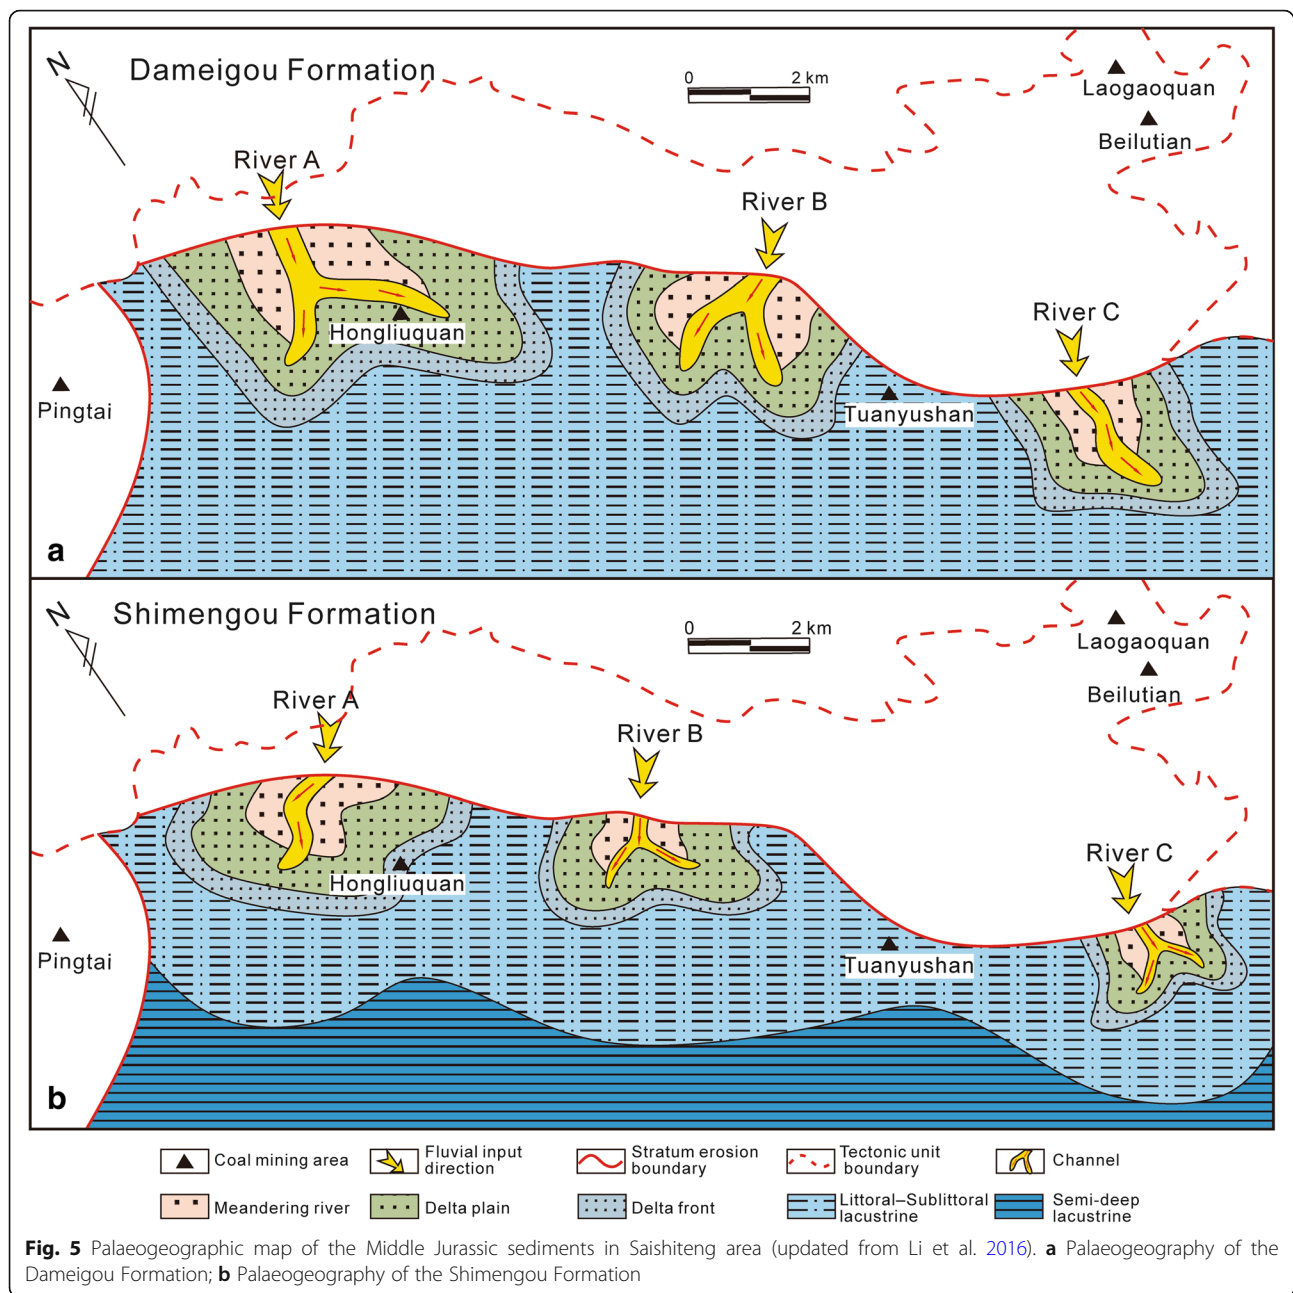 N
Dameigou Formation
0 2 km
Laogaoquan
Beilutian
River A
River B
River C
Hongliuquan
Pingtai
Tuanyushan
a
N
Shimengou Formation
0 2 km
Laogaoquan
Beilutian
River A
River B
River C
Hongliuquan
Pingtai
Tuanyushan
b
Coal mining area
Fluvial input
direction
Stratum erosion
boundary
Tectonic unit
boundary
Channel
Meandering river
Delta plain
Delta front
Littoral–Sublittoral
lacustrine
Semi-deep
lacustrine
Fig. 5 Palaeogeographic map of the Middle Jurassic sediments in Saishiteng area (updated from Li et al. 2016). a Palaeogeography of the
Dameigou Formation; b Palaeogeography of the Shimengou Formation